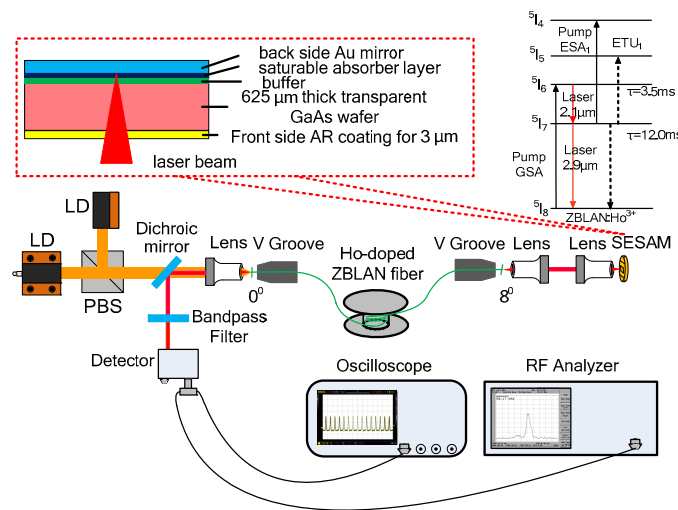 back side Au mirror
saturable absorber layer
buffer
625 μm thick transparent
GaAs wafer
Front side AR coating for 3 μm
laser beam
⁵I₄
Pump
ESA₁
ETU₁
⁵I₅
⁵I₆
Laser
2.1μm
τ=3.5ms
⁵I₇
τ=12.0ms
Pump
GSA
Laser
2.9μm
⁵I₈
ZBLAN:Ho³⁺
LD
LD
PBS
Dichroic
mirror
Lens
V Groove
0⁰
Ho-doped
ZBLAN fiber
V Groove
8⁰
Lens
Lens
SESAM
Bandpass
Filter
Detector
Oscilloscope
RF Analyzer